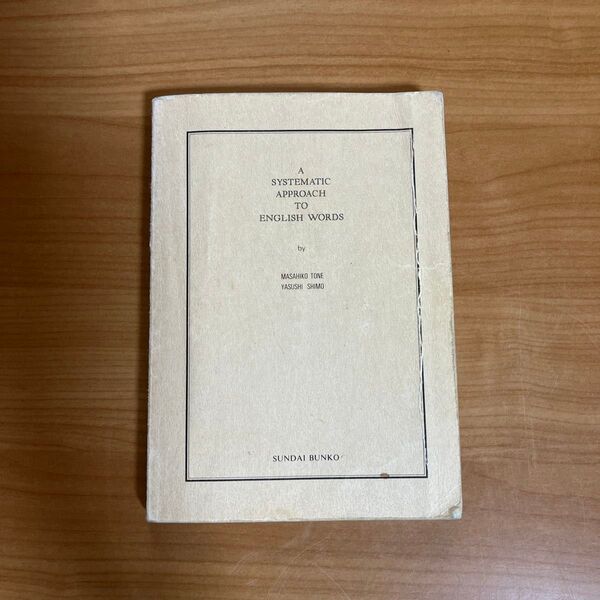 A
SYSTEMATIC
APPROACH
TO
ENGLISH WORDS
by
MASAHIKO TONE
YASUSHI SHIMO
SUNDAI BUNKO